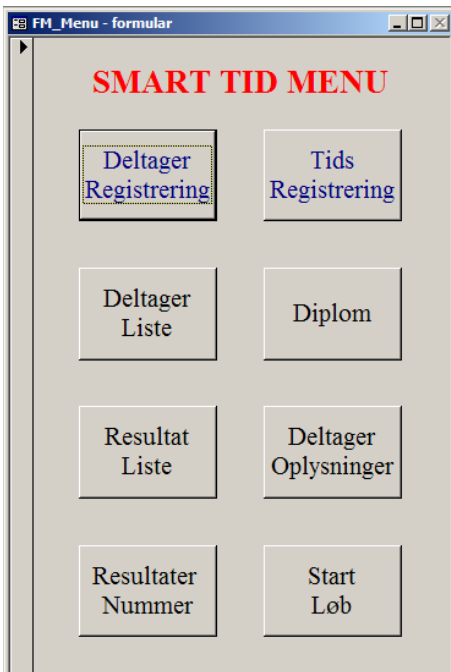 FM_Menu - formular
SMART TID MENU
Deltager
Registrering
Tids
Registrering
Deltager
Liste
Diplom
Resultat
Liste
Deltager
Oplysninger
Resultater
Nummer
Start
Løb